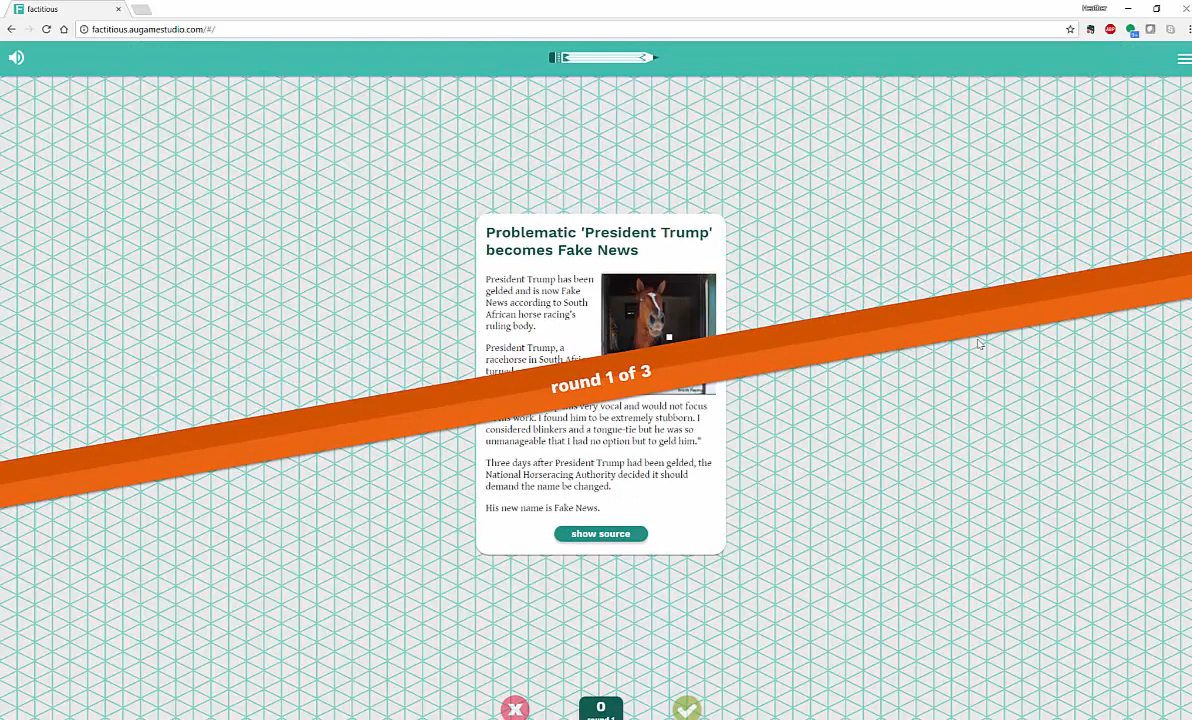 factitious
Heather
factitious.augamestudio.com/#/
Problematic 'President Trump'
becomes Fake News
President Trump has been
gelded and is now Fake
News according to South
African horse racing's
ruling body.
President Trump, a
racehorse in South
round 1 of 3
very vocal and would not focus
work. I found him to be extremely stubborn. I
considered blinkers and a tongue-tie but he was so
unmanageable that I had no option but to geld him."
Three days after President Trump had been gelded, the
National Horseracing Authority decided it should
demand the name be changed.
His new name is Fake News.
show source
0
round 1